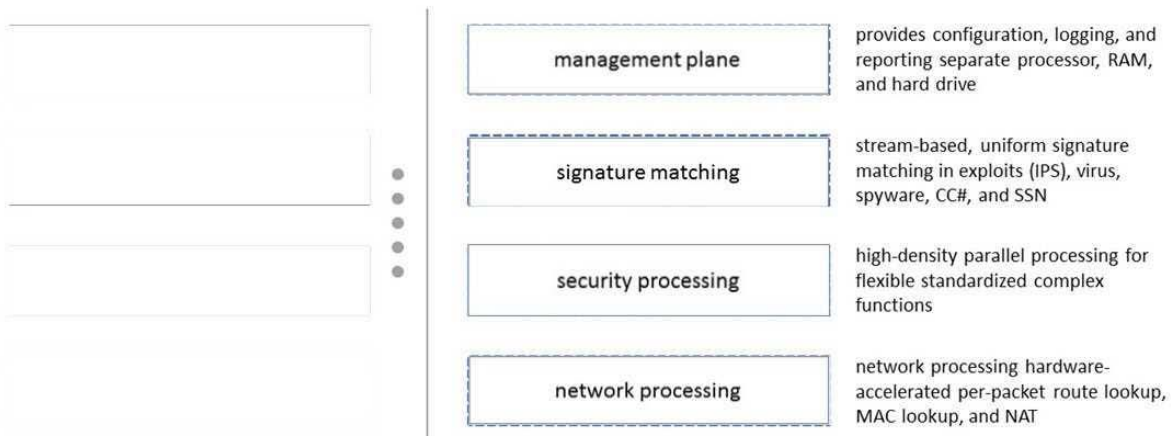 management plane
provides configuration, logging, and
reporting separate processor, RAM,
and hard drive
signature matching
stream-based, uniform signature
matching in exploits (IPS), virus,
spyware, CC#, and SSN
security processing
high-density parallel processing for
flexible standardized complex
functions
network processing
network processing hardware-
accelerated per-packet route lookup,
MAC lookup, and NAT